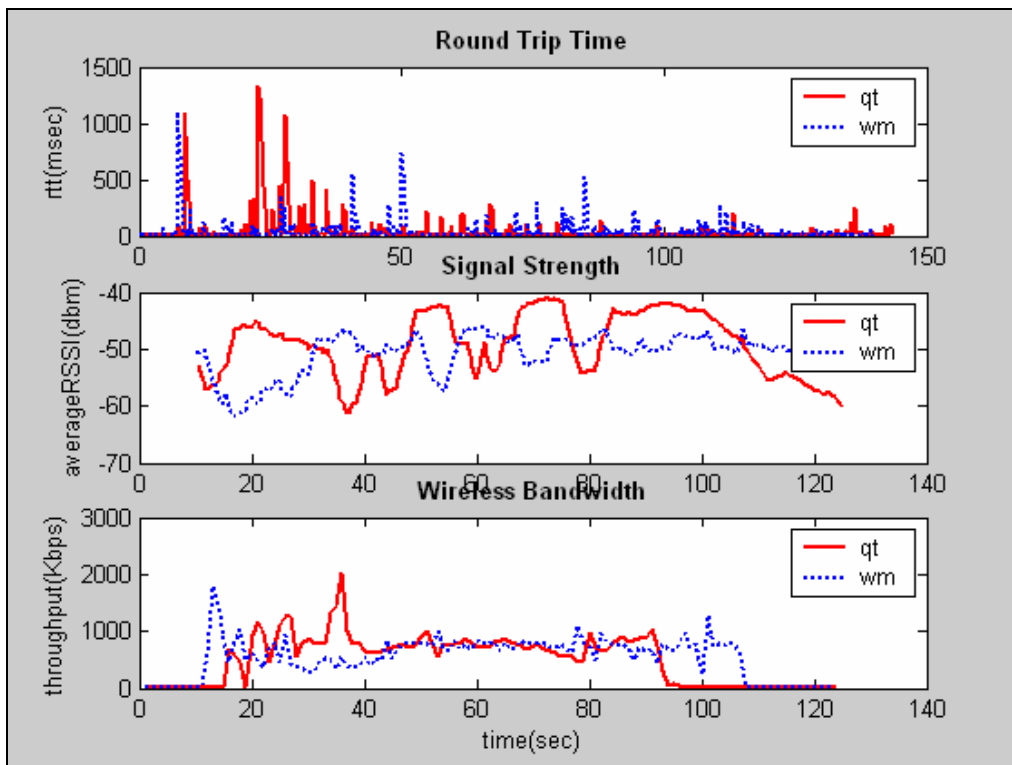 Round Trip Time
1500
1000
500
0
rtt(msec)
qt
wm
0 50 100 150
Signal Strength
-40
-50
-60
-70
averageRSSI(dbm)
qt
wm
0 20 40 60 80 100 120 140
Wireless Bandwidth
3000
2000
1000
0
throughput(Kbps)
qt
wm
0 20 40 60 80 100 120 140
time(sec)